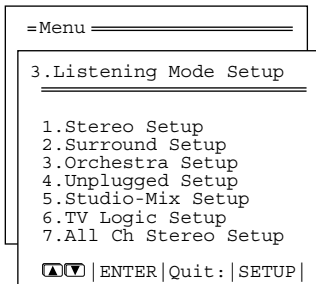 =Menu
3.Listening Mode Setup
1.Stereo Setup
2.Surround Setup
3.Orchestra Setup
4.Unplugged Setup
5.Studio-Mix Setup
6.TV Logic Setup
7.All Ch Stereo Setup
▲▼|ENTER|Quit:|SETUP|